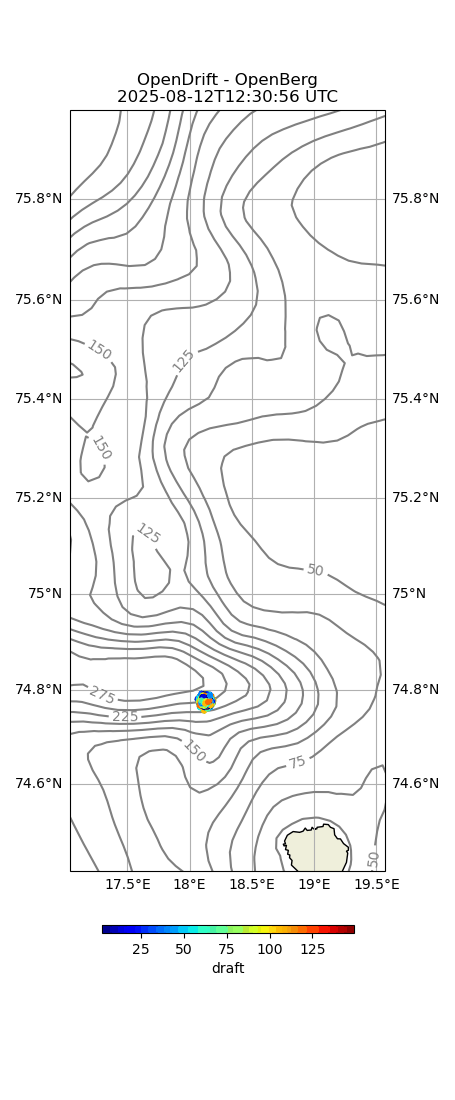 OpenDrift - OpenBerg
2025-08-12T12:30:56 UTC
75.8°N 75.8°N
75.6°N 75.6°N
150
125
75.4°N 75.4°N
150
75.2°N 75.2°N
125
50
75°N 75°N
74.8°N 74.8°N
275
225
150
75
74.6°N 74.6°N
50
17.5°E 18°E 18.5°E 19°E 19.5°E
25 50 75 100 125
draft